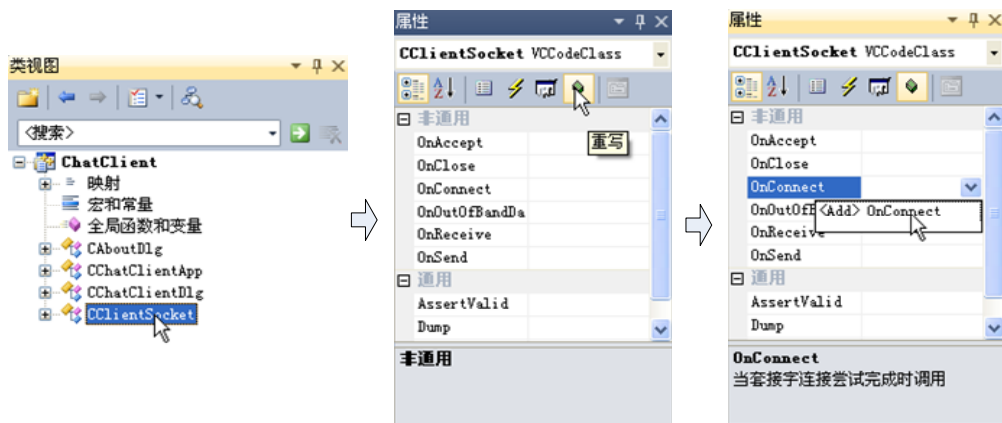 类视图
<搜索>
ChatClient
映射
宏和常量
全局函数和变量
CAboutDlg
CChatClientApp
CChatClientDlg
CClientSocket
属性
CClientSocket VCCodeClass
非通用
OnAccept
重写
OnClose
OnConnect
OnOutOfBandDa
OnReceive
OnSend
通用
AssertValid
Dump
非通用
属性
CClientSocket VCCodeClass
非通用
OnAccept
OnClose
OnConnect
OnOutOfB
<Add> OnConnect
OnReceive
OnSend
通用
AssertValid
Dump
OnConnect
当套接字连接尝试完成时调用